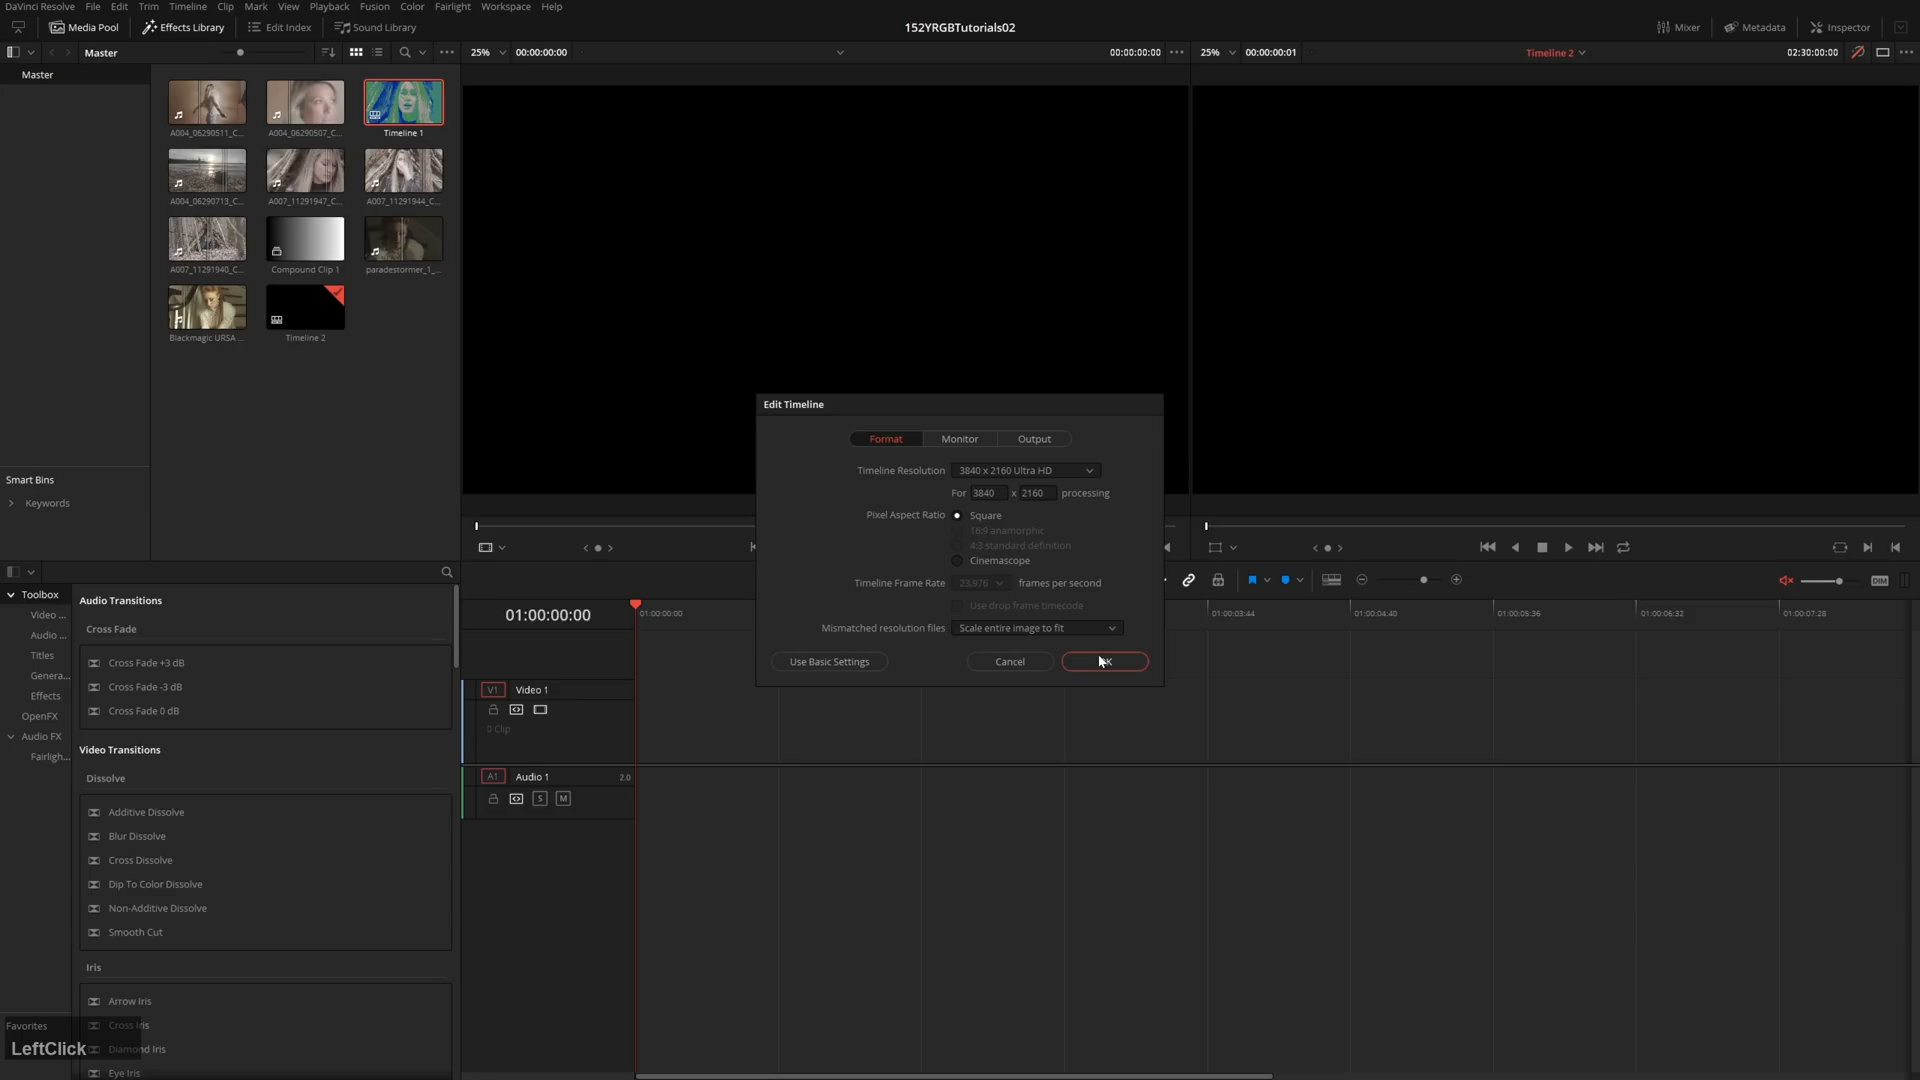 DaVinci Resolve File Edit Trim Timeline Clip Mark View Playback Fusion Color Fairlight Workspace Help
Media Pool Effects Library Edit Index Sound Library 152YRGBTutorials02 Mixer Metadata Inspector
Master 25% 00:00:00:00 00:00:00:00 25% 00:00:00:01 Timeline 2 02:30:00:00
Master
A004_06290511_C... A004_06290507_C... Timeline 1
A004_06290713_C... A007_11291947_C... A007_11291944_C...
A007_11291940_C... Compound Clip 1 paradestormer_1_...
Blackmagic URSA ... Timeline 2
Smart Bins
Keywords
Edit Timeline
Format Monitor Output
Timeline Resolution 3840 x 2160 Ultra HD
For 3840 x 2160 processing
Pixel Aspect Ratio Square
16:9 anamorphic
4:3 standard definition
Cinemascope
Timeline Frame Rate 23.976 frames per second
Use drop frame timecode
Mismatched resolution files Scale entire image to fit
Use Basic Settings Cancel
DIM
01:00:00:00 01:00:00:00 01:00:03:44 01:00:04:40 01:00:05:36 01:00:06:32 01:00:07:28
V1 Video 1
0 Clip
A1 Audio 1 2.0
S M
Toolbox
Video ...
Audio ...
Titles
Genera...
Effects
OpenFX
Audio FX
Fairligh...
Audio Transitions
Cross Fade
Cross Fade +3 dB
Cross Fade -3 dB
Cross Fade 0 dB
Video Transitions
Dissolve
Additive Dissolve
Blur Dissolve
Cross Dissolve
Dip To Color Dissolve
Non-Additive Dissolve
Smooth Cut
Iris
Arrow Iris
Cross Iris
Diamond Iris
Eye Iris
Favorites
LeftClick